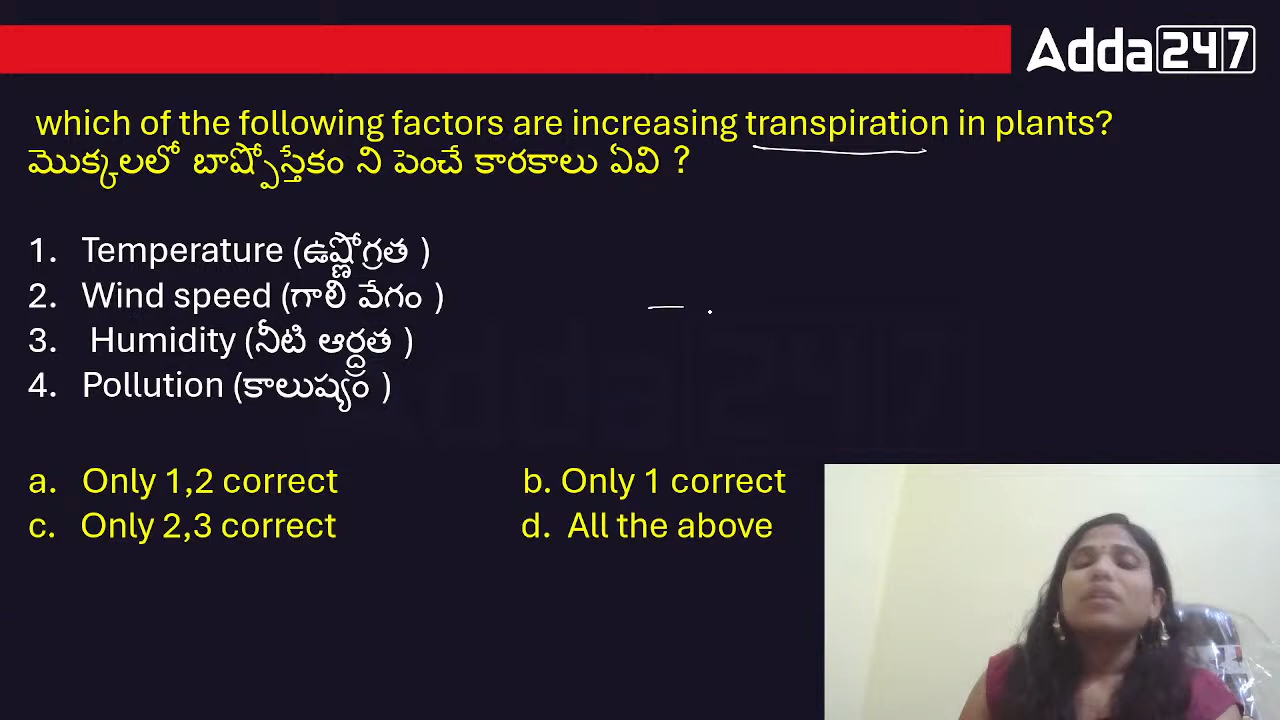 Adda247
which of the following factors are increasing transpiration in plants?
మొక్కలలో బాష్పోస్తేకం ని పెంచే కారకాలు ఏవి ?
1. Temperature (ఉష్ణోగ్రత )
2. Wind speed (గాలి వేగం )
3. Humidity (నీటి ఆర్ద్రత )
4. Pollution (కాలుష్యం )
Adda247
a. Only 1,2 correct b. Only 1 correct
c. Only 2,3 correct d. All the above